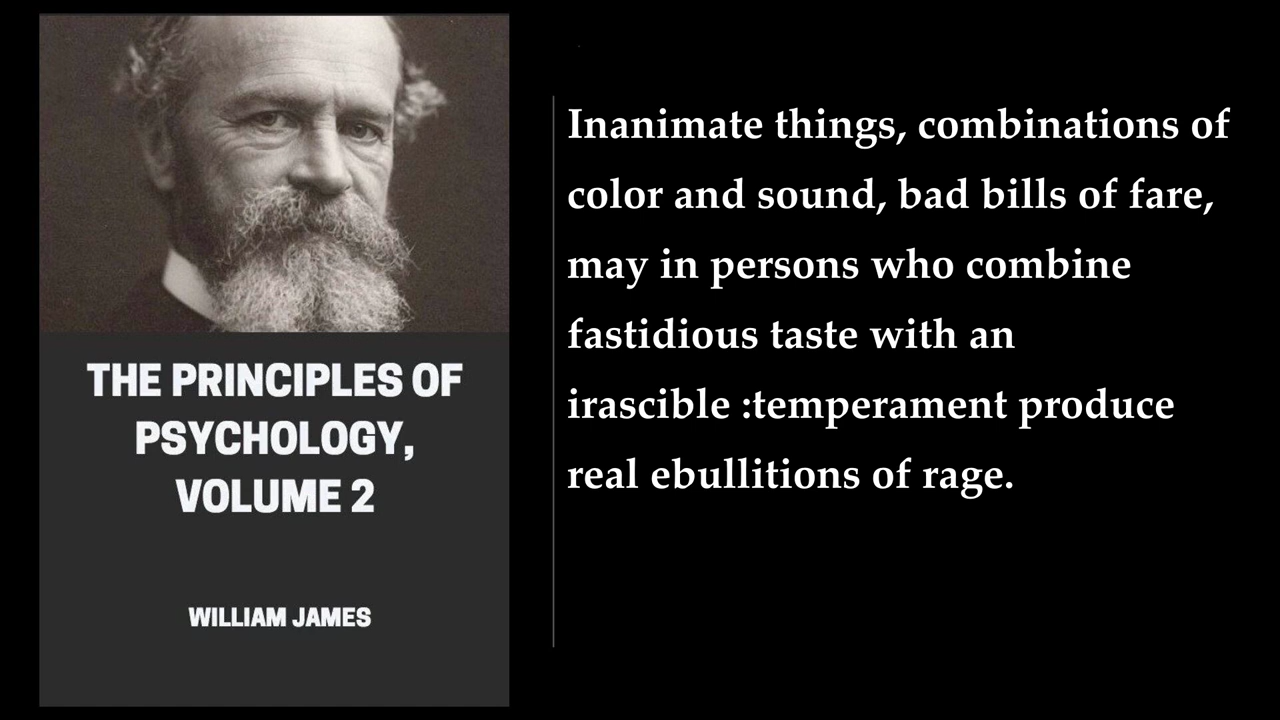 THE PRINCIPLES OF
PSYCHOLOGY,
VOLUME 2
WILLIAM JAMES
Inanimate things, combinations of
color and sound, bad bills of fare,
may in persons who combine
fastidious taste with an
irascible :temperament produce
real ebullitions of rage.